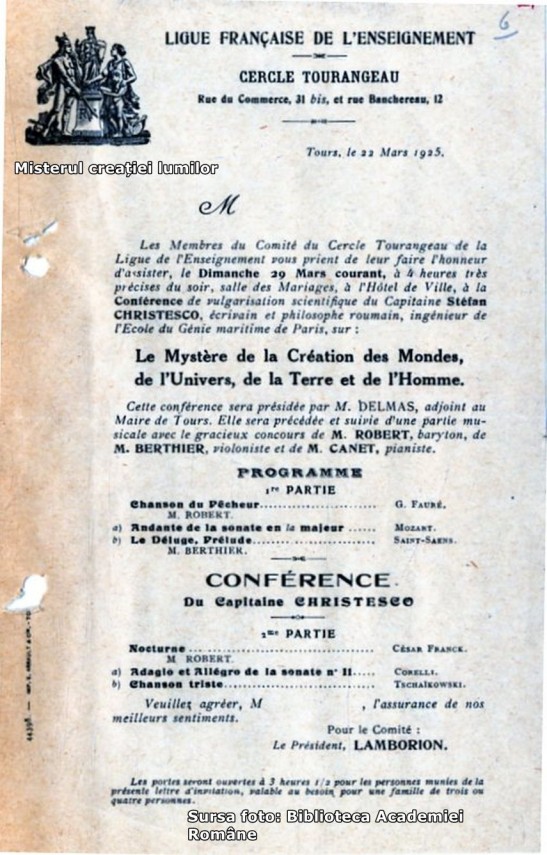 6
LIGUE FRANÇAISE DE L'ENSEIGNEMENT
CERCLE TOURANGEAU
Rue du Commerce, 31 bis, et rue Banchereau, 12
Tours, le 22 Mars 1925.
Misterul creației lumilor
M
Les Membres du Comité du Cercle Tourangeau de la
Ligue de l'Enseignement vous prient de leur faire l'honneur
d'assister, le Dimanche 29 Mars courant, à 4 heures très
précises du soir, salle des Mariages, à l'Hôtel de Ville, à la
Conférence de vulgarisation scientifique du Capitaine Stéfan
CHRISTESCO, écrivain et philosophe roumain, ingénieur de
l'Ecole du Génie maritime de Paris, sur :
Le Mystère de la Création des Mondes,
de l'Univers, de la Terre et de l'Homme.
Cette conférence sera présidée par M. DELMAS, adjoint au
Maire de Tours. Elle sera précédée et suivie d'une partie mu-
sicale avec le gracieux concours de M. ROBERT, baryton, de
M. BERTHIER, violoniste et de M. CANET, pianiste.
PROGRAMME
1re PARTIE
Chanson du Pêcheur........................ G. FAURÉ.
M. ROBERT.
a) Andante de la sonate en la majeur ...... MOZART.
b) Le Déluge, Prélude........................ SAINT-SAENS.
M. BERTHIER.
CONFÉRENCE
Du Capitaine CHRISTESCO
2me PARTIE
Nocturne ........................ CÉSAR FRANCK.
M. ROBERT.
a) Adagio et Allégro de la sonate n° II..... CORELLI.
b) Chanson triste........................ TSCHAÏKOWSKI.
Veuillez agréer, M , l'assurance de nos
meilleurs sentiments.
Pour le Comité :
Le Président, LAMBORION.
Les portes seront ouvertes à 3 heures 1/2 pour les personnes munies de la
présente lettre d'invitation, valable au besoin pour une famille de trois ou
quatre personnes.
Sursa foto: Biblioteca Academiei
Române